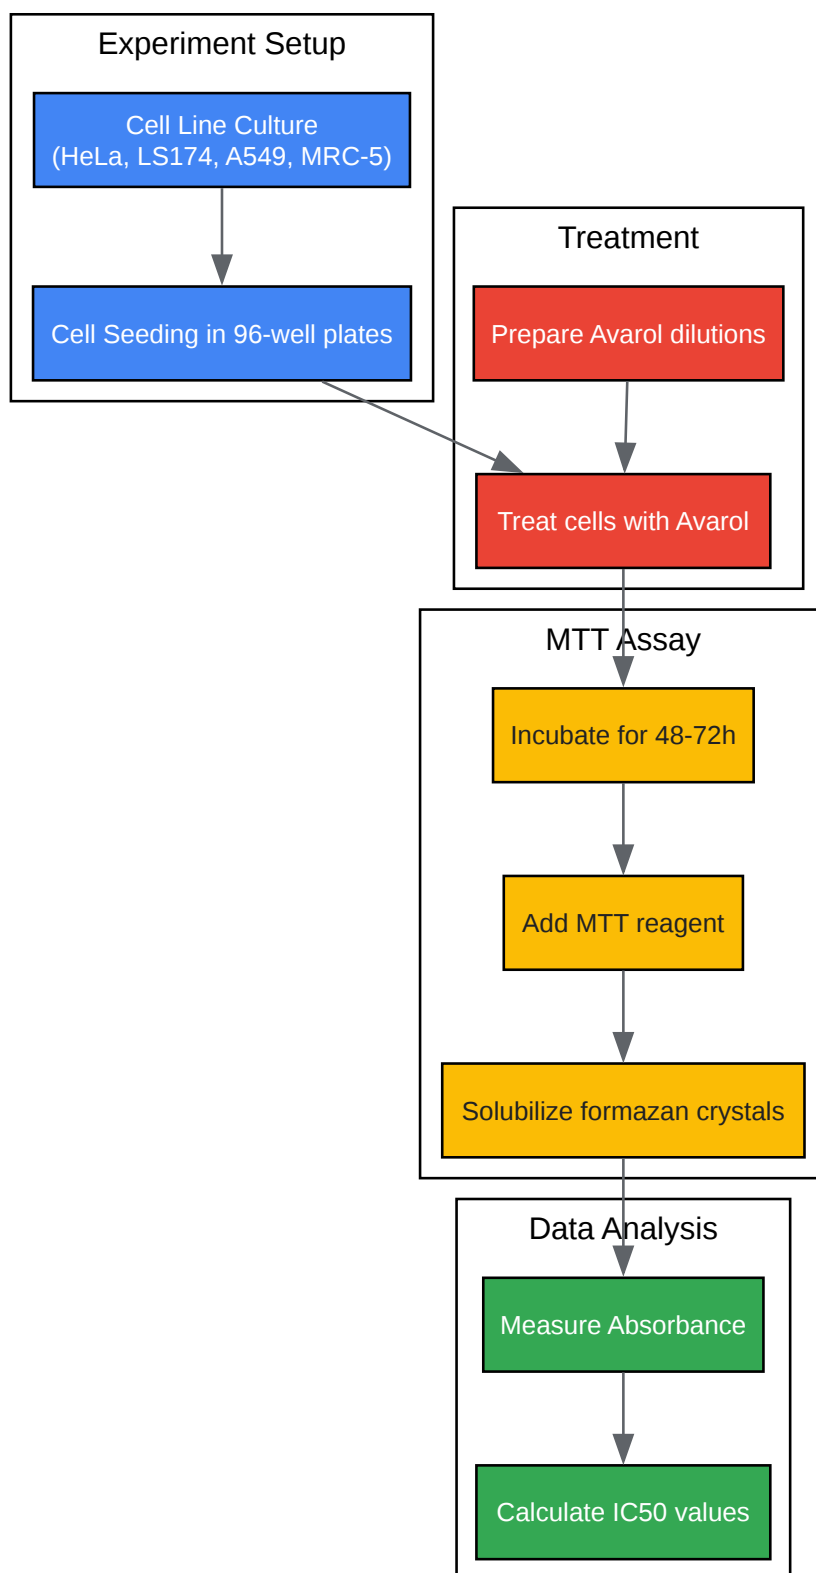 Experiment Setup
Cell Line Culture
(HeLa, LS174, A549, MRC-5)
Cell Seeding in 96-well plates
Treatment
Prepare Avarol dilutions
Treat cells with Avarol
MTT Assay
Incubate for 48-72h
Add MTT reagent
Solubilize formazan crystals
Data Analysis
Measure Absorbance
Calculate IC50 values